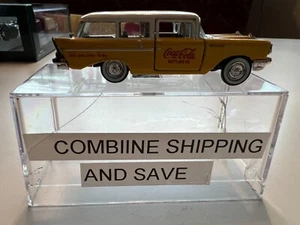 Coca-Cola
COMBIINE SHIPPING
AND SAVE